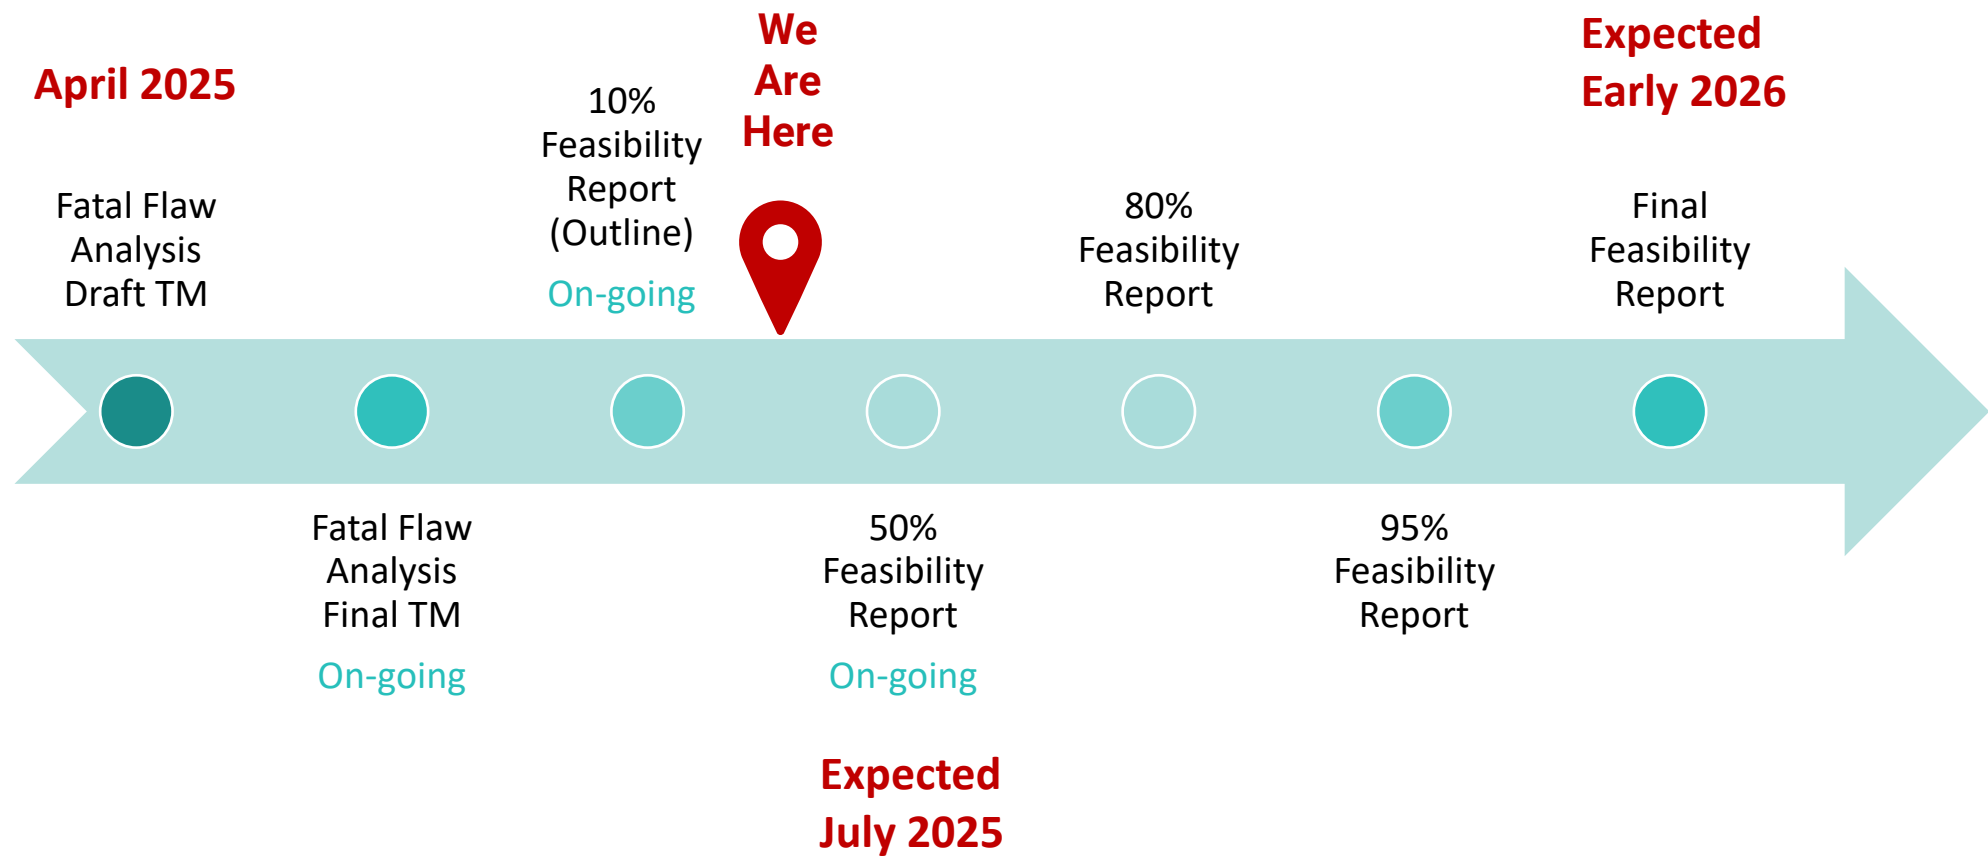 April 2025
Fatal Flaw
Analysis
Draft TM
Fatal Flaw
Analysis
Final TM
On-going
10%
Feasibility
Report
(Outline)
On-going
We
Are
Here
50%
Feasibility
Report
On-going
Expected
July 2025
80%
Feasibility
Report
95%
Feasibility
Report
Expected
Early 2026
Final
Feasibility
Report